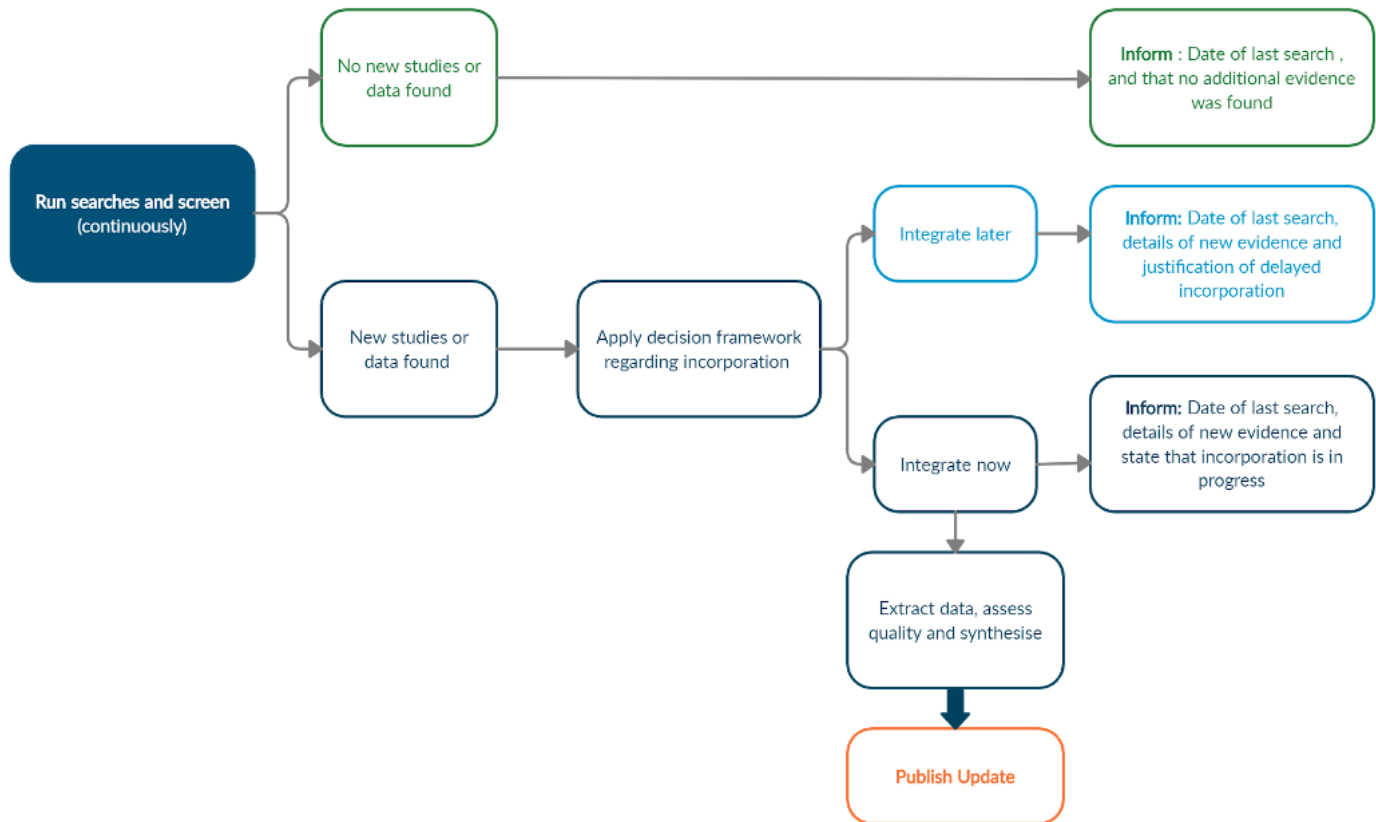 No new studies or
data found
Inform : Date of last search ,
and that no additional evidence
was found
Run searches and screen
(continuously)
Integrate later
Inform: Date of last search,
details of new evidence and
justification of delayed
incorporation
New studies or
data found
Apply decision framework
regarding incorporation
Integrate now
Inform: Date of last search,
details of new evidence and
state that incorporation is in
progress
Extract data, assess
quality and synthesise
Publish Update